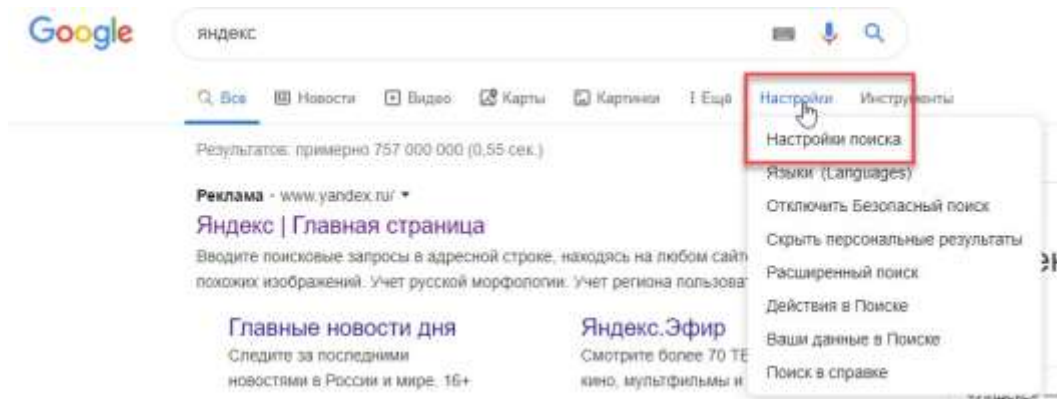 Google
яндекс
Все Новости Видео Карты Картинки Ещё Настройки Инструменты
Результатов: примерно 757 000 000 (0,55 сек.)
Настройки поиска
Языки (Languages)
Отключить Безопасный поиск
Скрыть персональные результаты
Расширенный поиск
Действия в Поиске
Ваши данные в Поиске
Поиск в справке
Реклама · www.yandex.ru/
Яндекс | Главная страница
Вводите поисковые запросы в адресной строке, находясь на любом сайт
похожих изображений. Учет русской морфологии. Учет региона пользова
Главные новости дня
Следите за последними
новостями в России и мире. 16+
Яндекс.Эфир
Смотрите более 70 ТЕ
кино, мультфильмы и